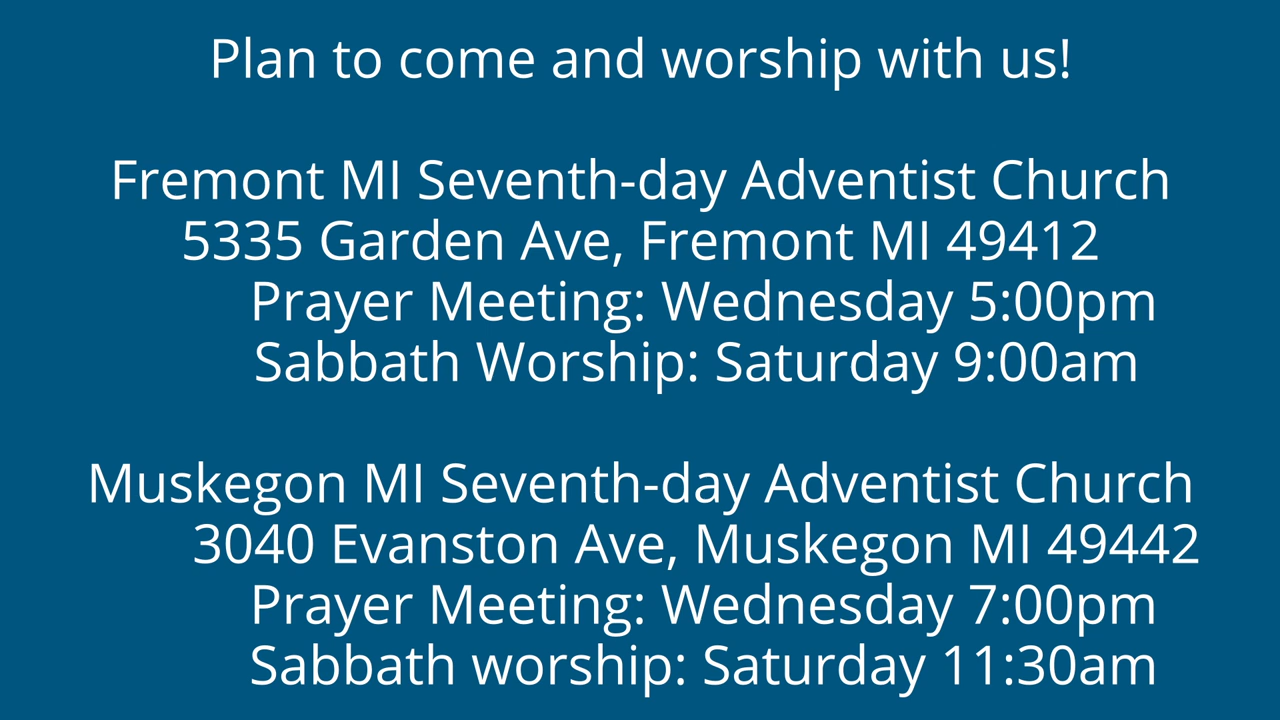 Plan to come and worship with us!
Fremont MI Seventh-day Adventist Church
5335 Garden Ave, Fremont MI 49412
Prayer Meeting: Wednesday 5:00pm
Sabbath Worship: Saturday 9:00am
Muskegon MI Seventh-day Adventist Church
3040 Evanston Ave, Muskegon MI 49442
Prayer Meeting: Wednesday 7:00pm
Sabbath worship: Saturday 11:30am